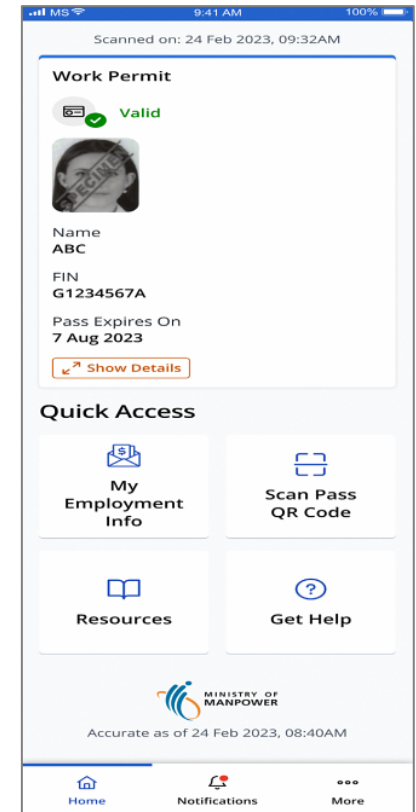 MS 9:41 AM 100%
Scanned on: 24 Feb 2023, 09:32AM
Work Permit
Valid
SPECIMEN
Name
ABC
FIN
G1234567A
Pass Expires On
7 Aug 2023
Show Details
Quick Access
My
Employment
Info
Scan Pass
QR Code
Resources
Get Help
MINISTRY OF
MANPOWER
Accurate as of 24 Feb 2023, 08:40AM
Home Notifications More